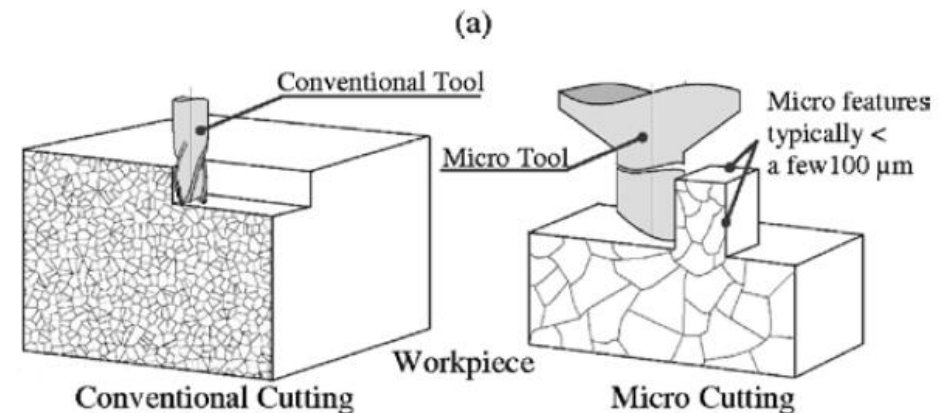 (a)
Conventional Tool
Micro Tool
Micro features
typically <
a few100 µm
Workpiece
Conventional Cutting
Micro Cutting